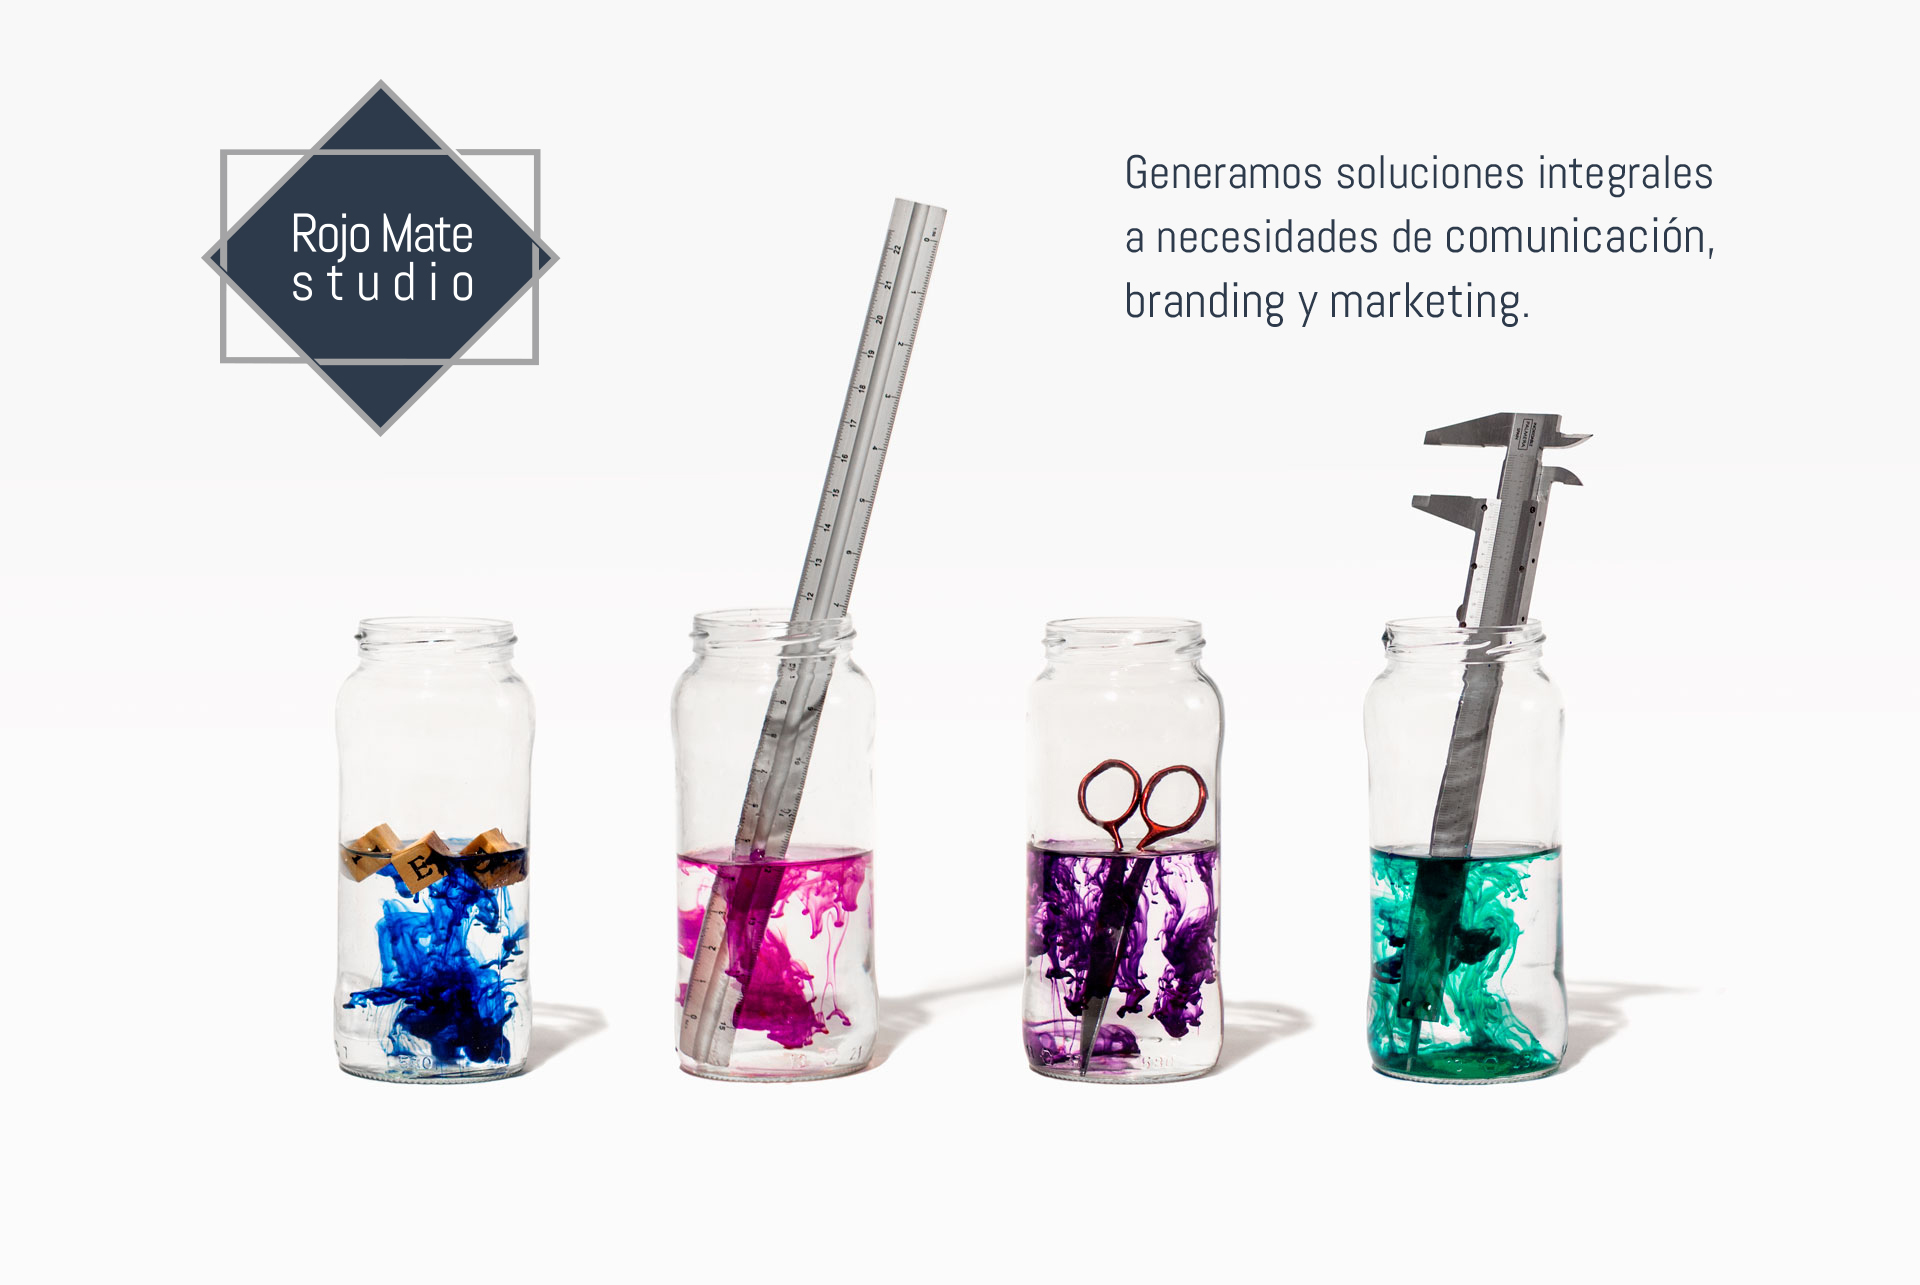 Rojo Mate
studio
Generamos soluciones integrales
a necesidades de comunicación,
branding y marketing.
E